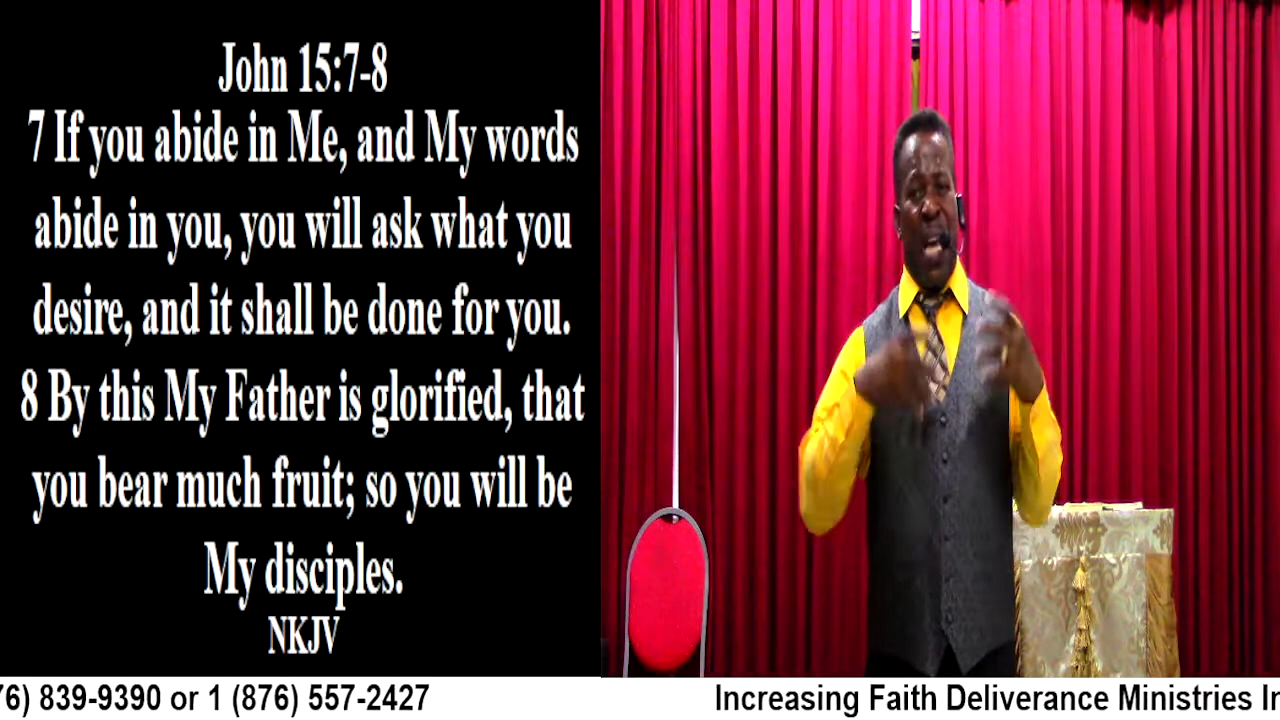 John 15:7-8
7 If you abide in Me, and My words
abide in you, you will ask what you
desire, and it shall be done for you.
8 By this My Father is glorified, that
you bear much fruit; so you will be
My disciples.
NKJV
76) 839-9390 or 1 (876) 557-2427
Increasing Faith Deliverance Ministries